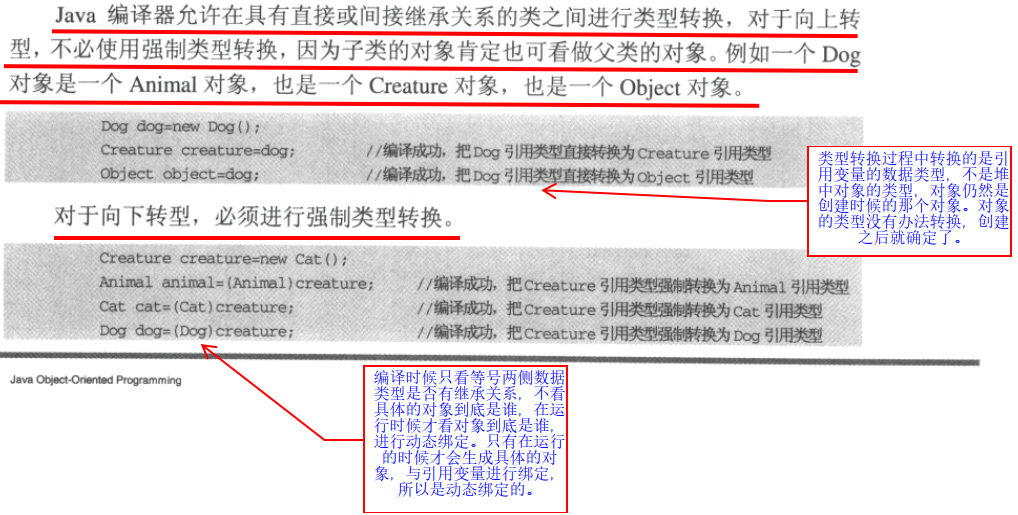 Java 编译器允许在具有直接或间接继承关系的类之间进行类型转换，对于向上转
型，不必使用强制类型转换，因为子类的对象肯定也可看做父类的对象。例如一个 Dog
对象是一个 Animal 对象，也是一个 Creature 对象，也是一个 Object 对象。
Dog dog=new Dog();
Creature creature=dog; //编译成功，把 Dog 引用类型直接转换为 Creature 引用类型
Object object=dog; //编译成功，把 Dog 引用类型直接转换为 Object 引用类型
类型转换过程中转换的是引
用变量的数据类型，不是堆
中对象的类型，对象仍然是
创建时候的那个对象。对象
的类型没有办法转换，创建
之后就确定了。
对于向下转型，必须进行强制类型转换。
Creature creature=new Cat();
Animal animal=(Animal)creature; //编译成功，把 Creature 引用类型强制转换为 Animal 引用类型
Cat cat=(Cat)creature; //编译成功，把 Creature 引用类型强制转换为 Cat 引用类型
Dog dog=(Dog)creature; //编译成功，把 Creature 引用类型强制转换为 Dog 引用类型
Java Object-Oriented Programming
编译时候只看等号两侧数据
类型是否有继承关系，不看
具体的对象到底是谁，在运
行时候才看对象到底是谁，
进行动态绑定。只有在运行
的时候才会生成具体的对
象，与引用变量进行绑定，
所以是动态绑定的。